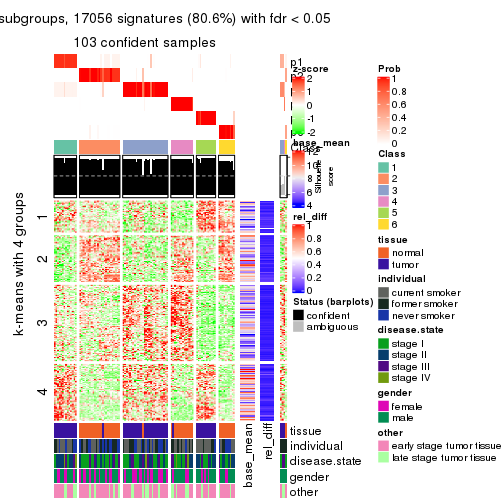 subgroups, 17056 signatures (80.6%) with fdr < 0.05
103 confident samples
p1
z-score
2
1
0
-1
-2
Prob
1
0.8
0.6
0.4
0.2
0
Class
1
2
3
4
5
6
base_mean
12
10
8
6
4
Silhouette
score
rel_diff
1
0.8
0.6
0.4
0.2
0
Status (barplots)
confident
ambiguous
tissue
normal
tumor
individual
current smoker
former smoker
never smoker
disease.state
stage I
stage II
stage III
stage IV
gender
female
male
other
early stage tumor tissue
late stage tumor tissue
k-means with 4 groups
1
2
3
4
tissue
individual
disease.state
gender
other
base_mean
rel_diff